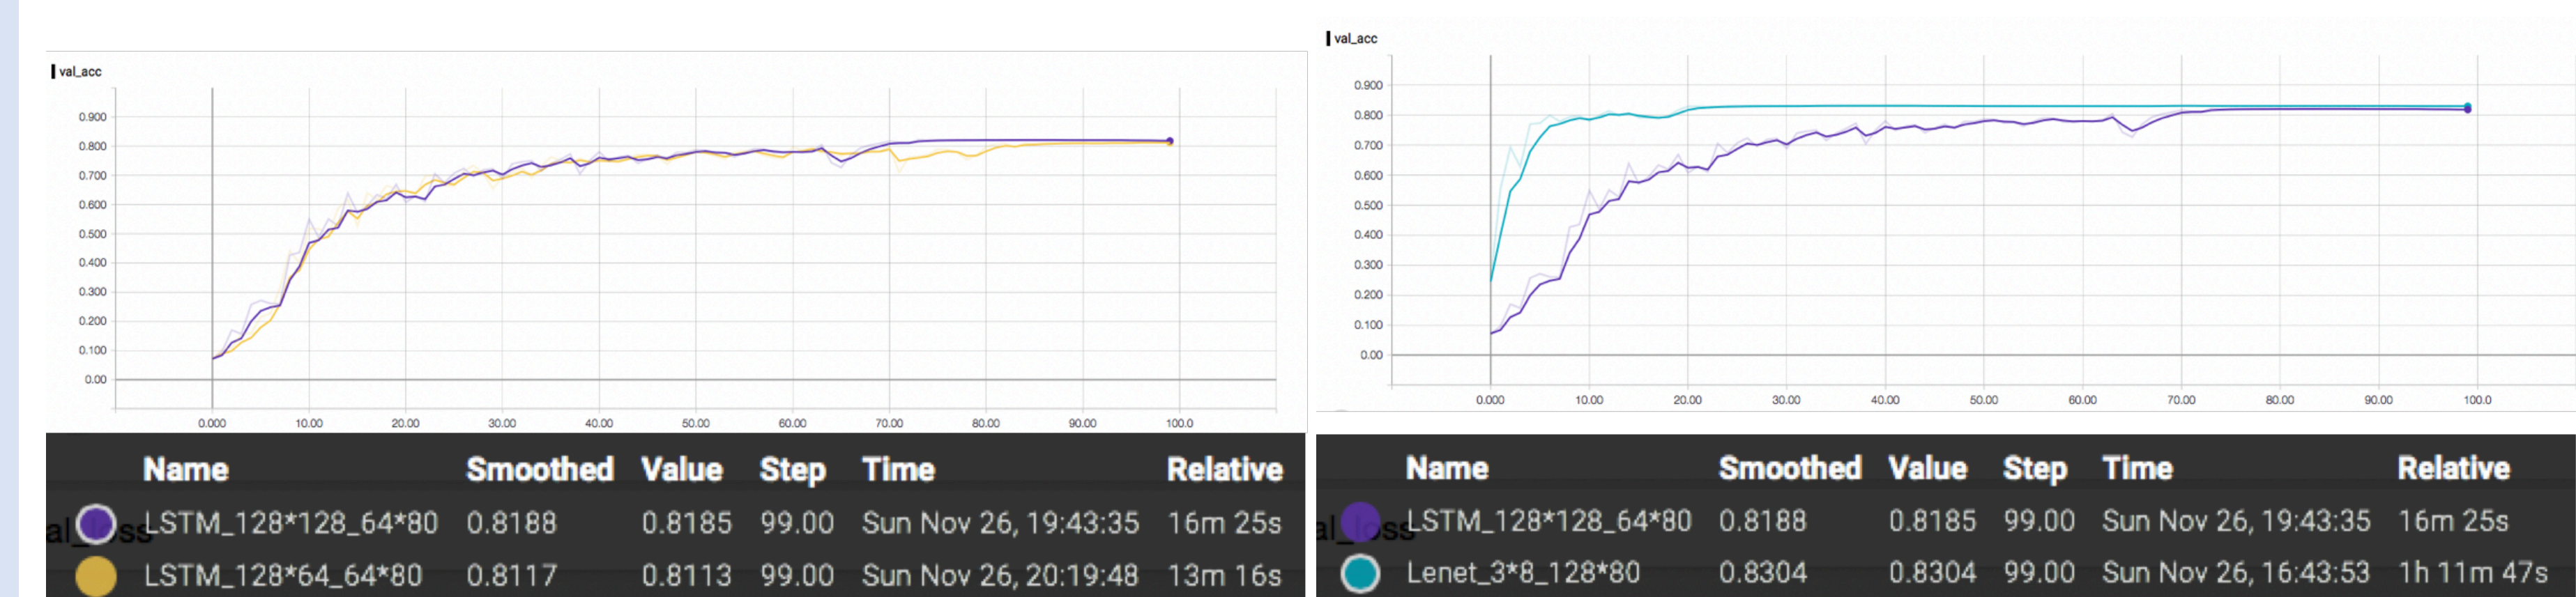 val_acc
0.900
0.800
0.700
0.600
0.500
0.400
0.300
0.200
0.100
0.00
0.000 10.00 20.00 30.00 40.00 50.00 60.00 70.00 80.00 90.00 100.0
Name Smoothed Value Step Time Relative
LSTM_128*128_64*80 0.8188 0.8185 99.00 Sun Nov 26, 19:43:35 16m 25s
al_loss
LSTM_128*64_64*80 0.8117 0.8113 99.00 Sun Nov 26, 20:19:48 13m 16s
val_acc
0.900
0.800
0.700
0.600
0.500
0.400
0.300
0.200
0.100
0.00
0.000 10.00 20.00 30.00 40.00 50.00 60.00 70.00 80.00 90.00 100.0
Name Smoothed Value Step Time Relative
LSTM_128*128_64*80 0.8188 0.8185 99.00 Sun Nov 26, 19:43:35 16m 25s
al_loss
Lenet_3*8_128*80 0.8304 0.8304 99.00 Sun Nov 26, 16:43:53 1h 11m 47s